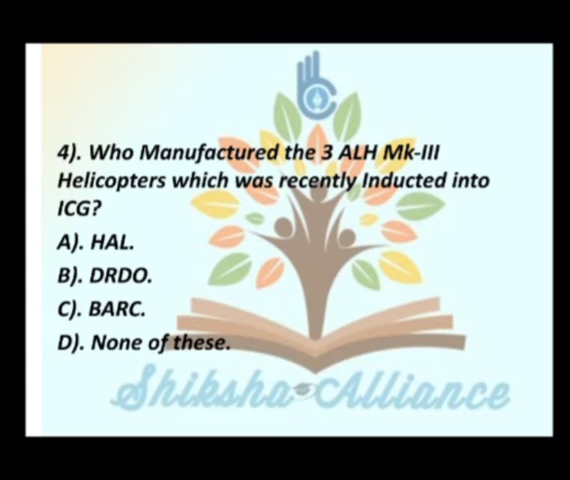 4). Who Manufactured the 3 ALH Mk-III
Helicopters which was recently Inducted into
ICG?
A). HAL.
B). DRDO.
C). BARC.
D). None of these.
Shiksha Alliance